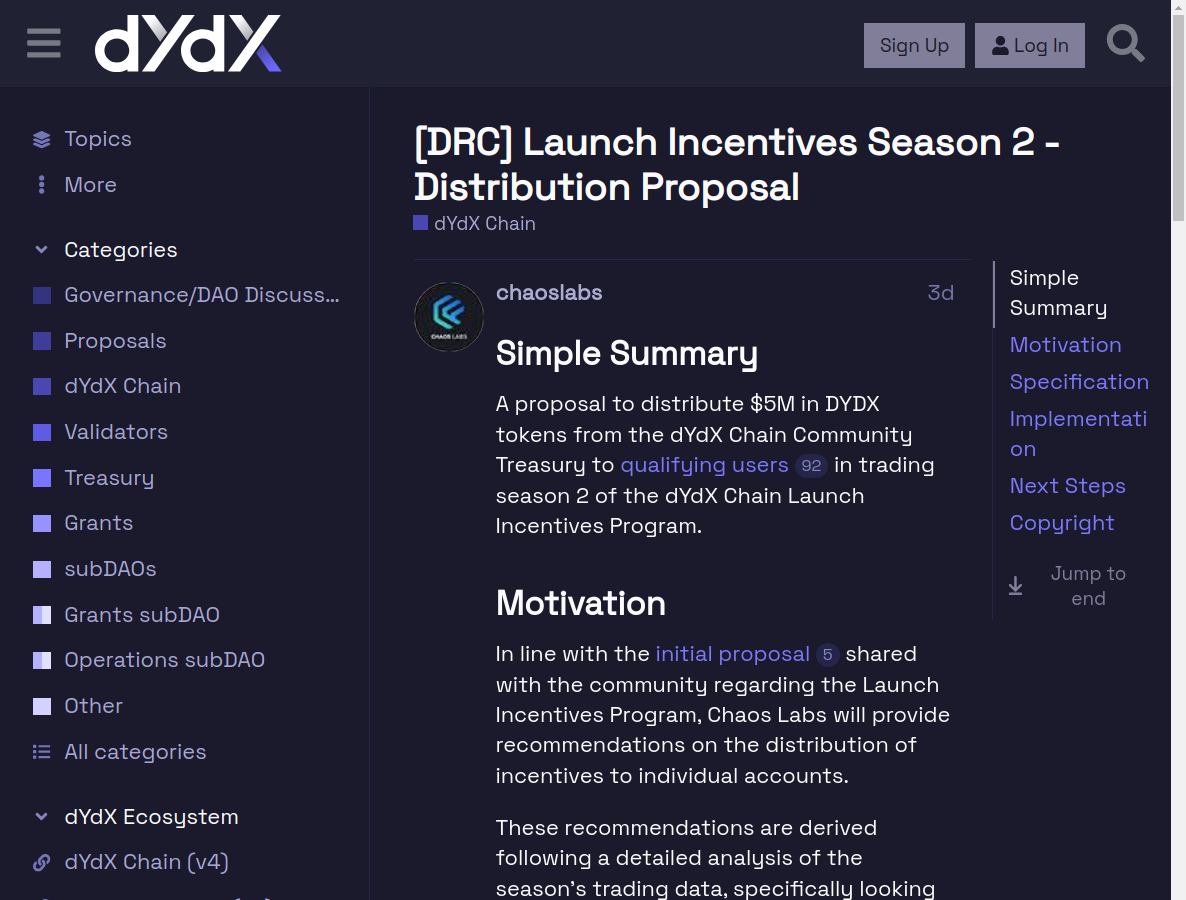 dYdX
Sign Up
Log In
Topics
More
Categories
Governance/DAO Discuss...
Proposals
dYdX Chain
Validators
Treasury
Grants
subDAOs
Grants subDAO
Operations subDAO
Other
All categories
dYdX Ecosystem
dYdX Chain (v4)
[DRC] Launch Incentives Season 2 -
Distribution Proposal
dYdX Chain
CHAOS LABS
chaoslabs
3d
Simple Summary
A proposal to distribute $5M in DYDX
tokens from the dYdX Chain Community
Treasury to qualifying users 92 in trading
season 2 of the dYdX Chain Launch
Incentives Program.
Motivation
In line with the initial proposal 5 shared
with the community regarding the Launch
Incentives Program, Chaos Labs will provide
recommendations on the distribution of
incentives to individual accounts.
These recommendations are derived
following a detailed analysis of the
season's trading data, specifically looking
Simple
Summary
Motivation
Specification
Implementati
on
Next Steps
Copyright
Jump to
end